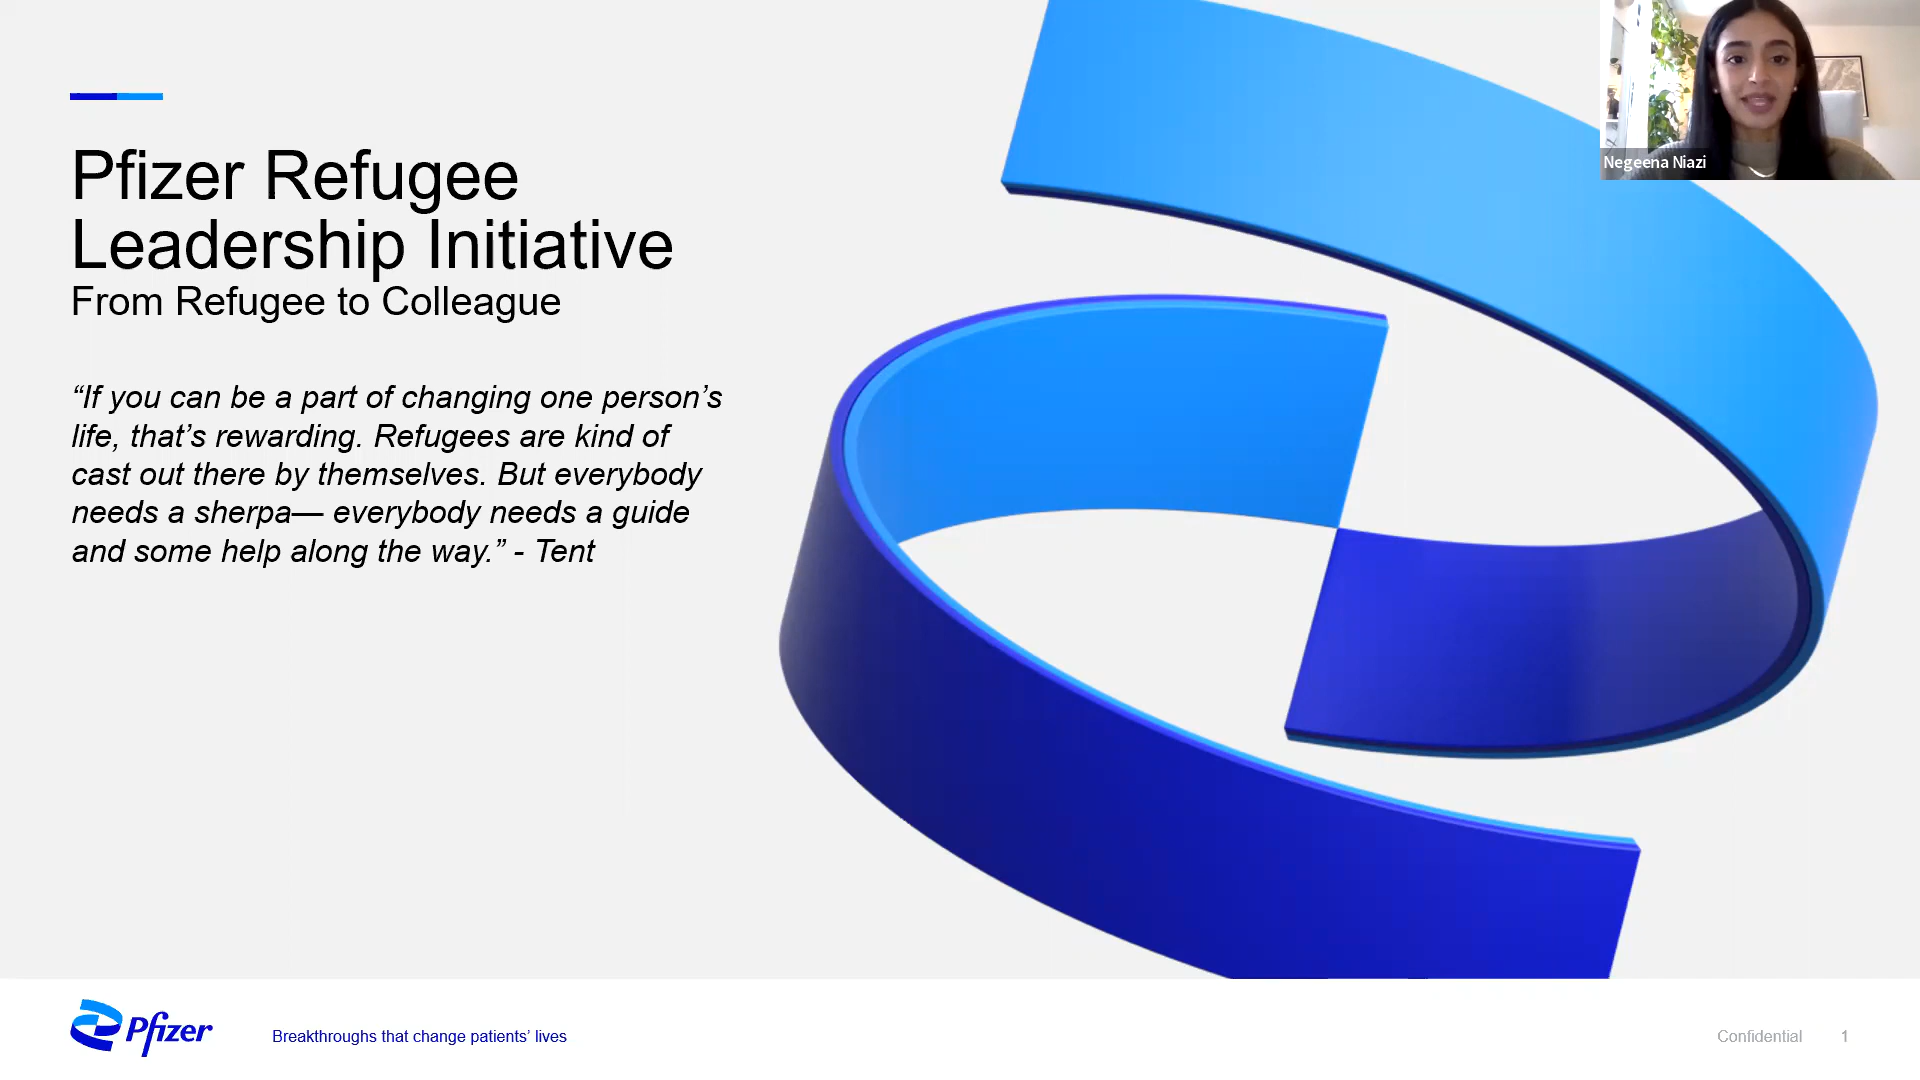 Negeena Niazi
Pfizer Refugee
Leadership Initiative
From Refugee to Colleague
“If you can be a part of changing one person’s
life, that’s rewarding. Refugees are kind of
cast out there by themselves. But everybody
needs a sherpa— everybody needs a guide
and some help along the way.” - Tent
Pfizer
Breakthroughs that change patients’ lives
Confidential
1